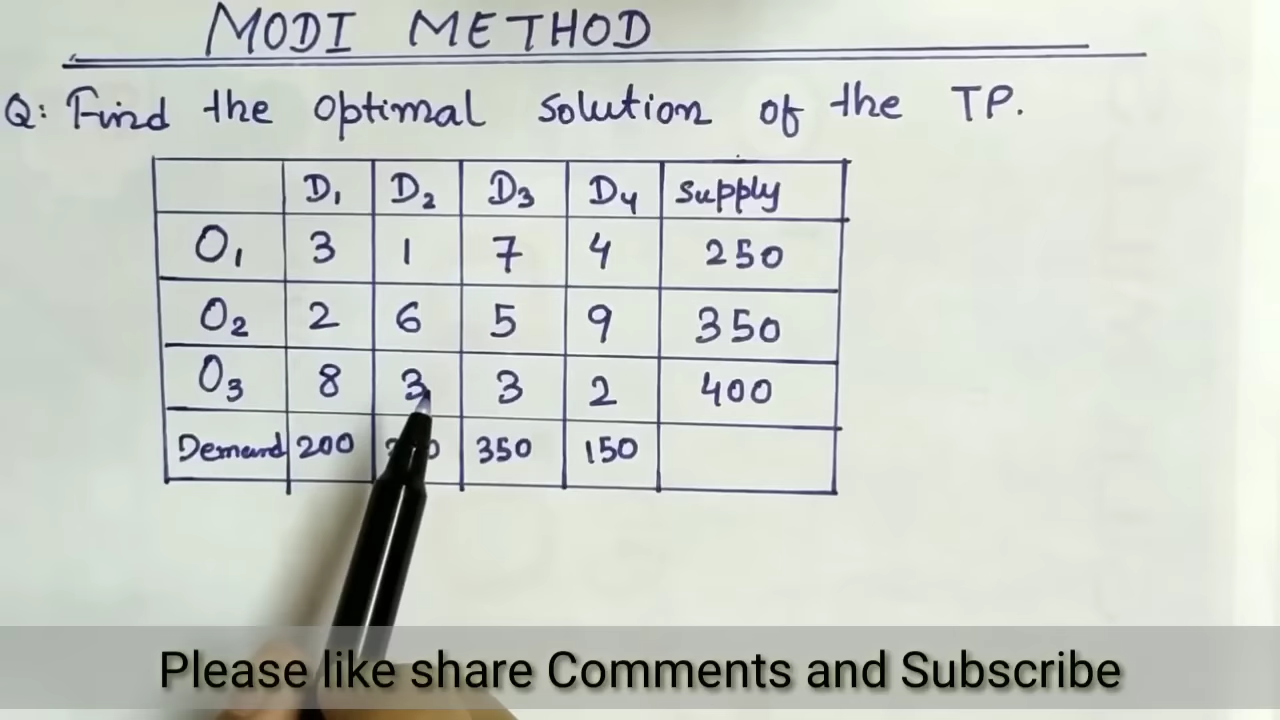 MODI METHOD
Q: Find the optimal solution of the TP.
D1 D2 D3 D4 Supply
O1 3 1 7 4 250
O2 2 6 5 9 350
O3 8 3 3 2 400
Demand 200 350 150
Please like share Comments and Subscribe